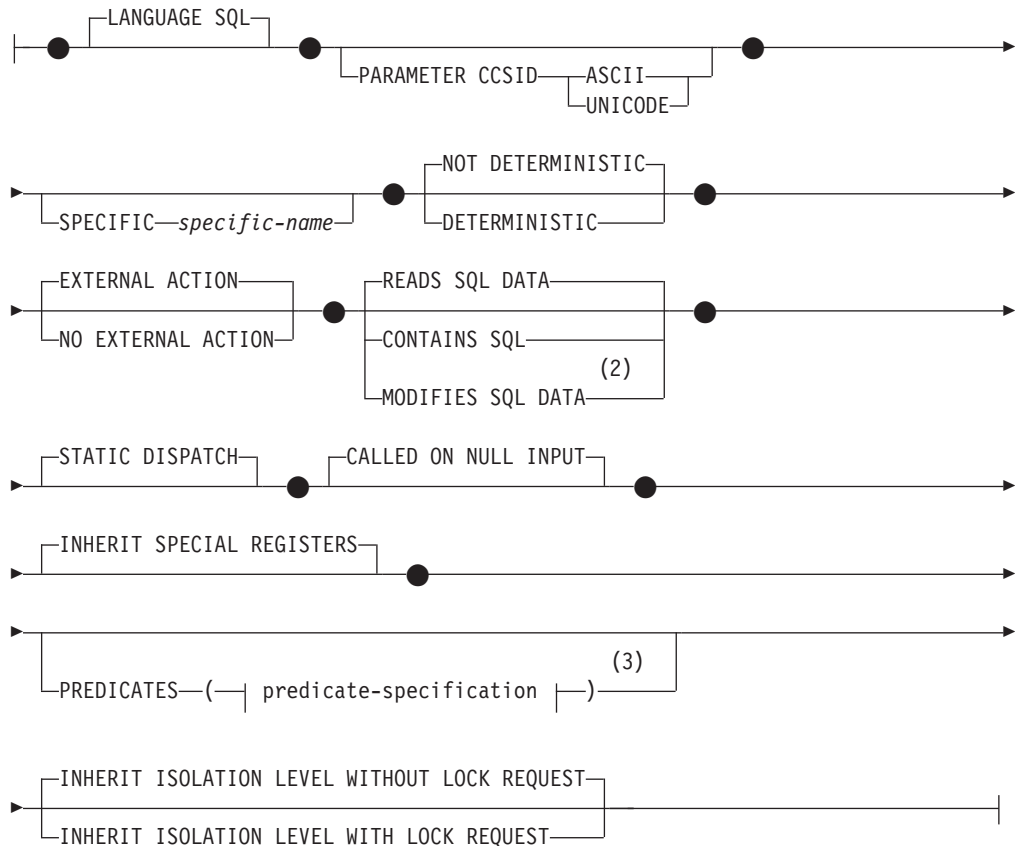 LANGUAGE SQL
PARAMETER CCSID ASCII
UNICODE
NOT DETERMINISTIC
SPECIFIC specific-name DETERMINISTIC
EXTERNAL ACTION READS SQL DATA
NO EXTERNAL ACTION CONTAINS SQL
(2)
MODIFIES SQL DATA
STATIC DISPATCH CALLED ON NULL INPUT
INHERIT SPECIAL REGISTERS
(3)
PREDICATES ( predicate-specification )
INHERIT ISOLATION LEVEL WITHOUT LOCK REQUEST
INHERIT ISOLATION LEVEL WITH LOCK REQUEST